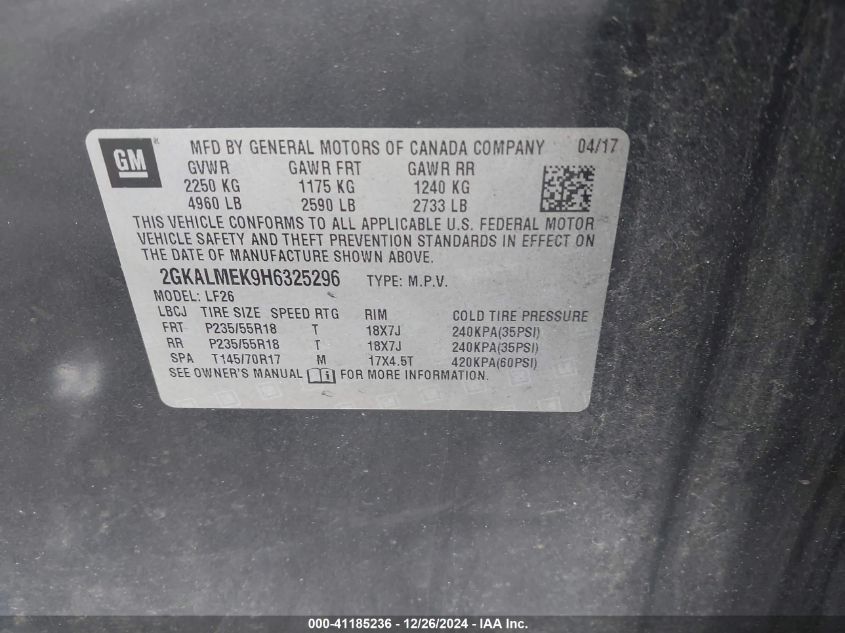 GM
MFD BY GENERAL MOTORS OF CANADA COMPANY 04/17
GVWR GAWR FRT GAWR RR
2250 KG 1175 KG 1240 KG
4960 LB 2590 LB 2733 LB
THIS VEHICLE CONFORMS TO ALL APPLICABLE U.S. FEDERAL MOTOR
VEHICLE SAFETY AND THEFT PREVENTION STANDARDS IN EFFECT ON
THE DATE OF MANUFACTURE SHOWN ABOVE.
2GKALMEK9H6325296 TYPE: M.P.V.
MODEL: LF26
LBCJ TIRE SIZE SPEED RTG RIM COLD TIRE PRESSURE
FRT P235/55R18 T 18X7J 240KPA(35PSI)
RR P235/55R18 T 18X7J 240KPA(35PSI)
SPA T145/70R17 M 17X4.5T 420KPA(60PSI)
SEE OWNER'S MANUAL FOR MORE INFORMATION.
000-41185236 - 12/26/2024 - IAA Inc.